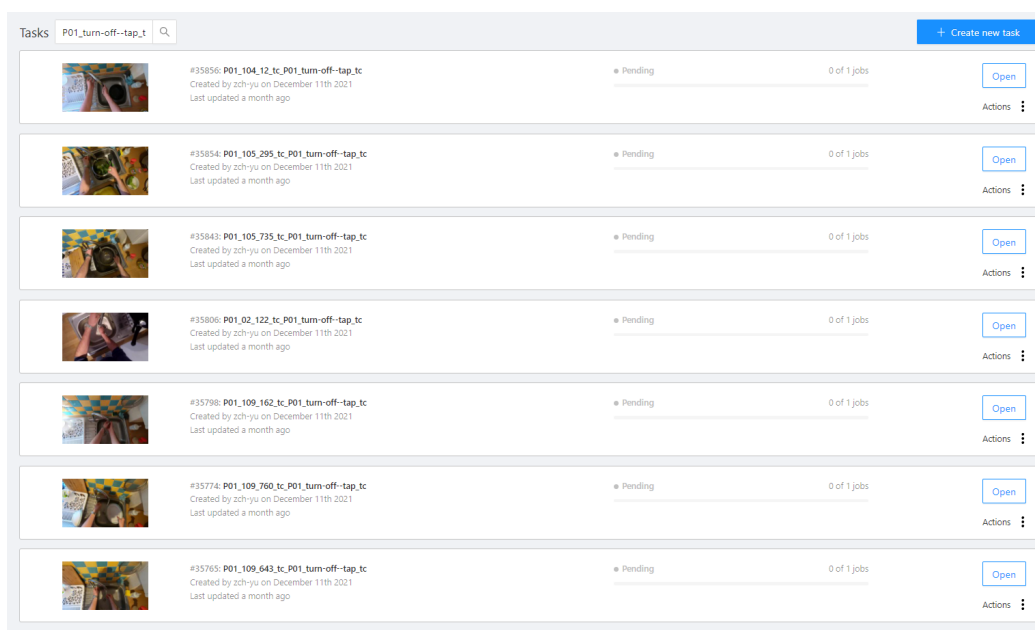 Tasks P01_turn-off--tap_t
+ Create new task
#35856: P01_104_12_tc_P01_turn-off--tap_tc
Created by zch-yu on December 11th 2021
Last updated a month ago
Pending 0 of 1 jobs
Open
Actions
#35854: P01_105_295_tc_P01_turn-off--tap_tc
Created by zch-yu on December 11th 2021
Last updated a month ago
Pending 0 of 1 jobs
Open
Actions
#35843: P01_105_735_tc_P01_turn-off--tap_tc
Created by zch-yu on December 11th 2021
Last updated a month ago
Pending 0 of 1 jobs
Open
Actions
#35806: P01_02_122_tc_P01_turn-off--tap_tc
Created by zch-yu on December 11th 2021
Last updated a month ago
Pending 0 of 1 jobs
Open
Actions
#35798: P01_109_162_tc_P01_turn-off--tap_tc
Created by zch-yu on December 11th 2021
Last updated a month ago
Pending 0 of 1 jobs
Open
Actions
#35774: P01_109_760_tc_P01_turn-off--tap_tc
Created by zch-yu on December 11th 2021
Last updated a month ago
Pending 0 of 1 jobs
Open
Actions
#35765: P01_109_643_tc_P01_turn-off--tap_tc
Created by zch-yu on December 11th 2021
Last updated a month ago
Pending 0 of 1 jobs
Open
Actions